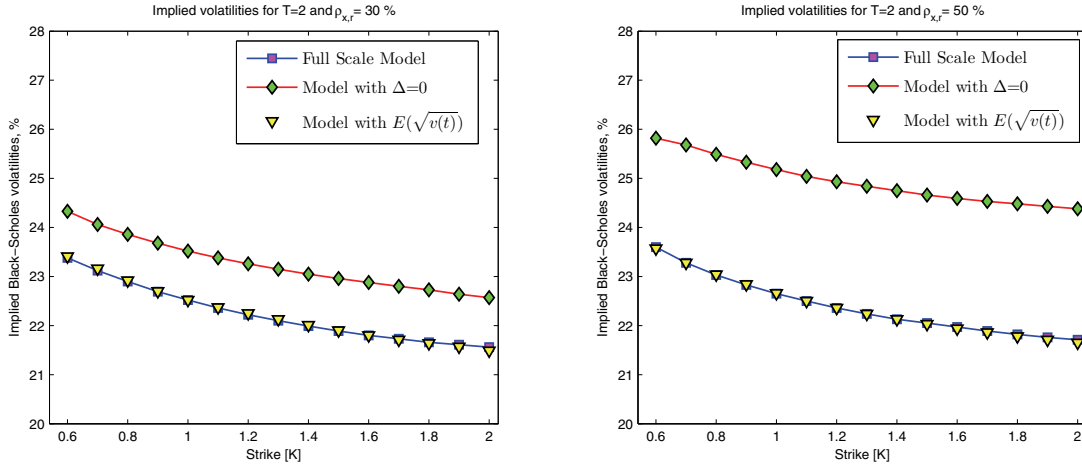 Implied volatilities for T=2 and ρx,r= 30 %
Implied Black−Scholes volatilities, %
28
27
26
25
24
23
22
21
20
Full Scale Model
Model with Δ=0
Model with E(√v(t))
0.6 0.8 1 1.2 1.4 1.6 1.8 2
Strike [K]
Implied volatilities for T=2 and ρx,r= 50 %
Implied Black−Scholes volatilities, %
28
27
26
25
24
23
22
21
20
Full Scale Model
Model with Δ=0
Model with E(√v(t))
0.6 0.8 1 1.2 1.4 1.6 1.8 2
Strike [K]